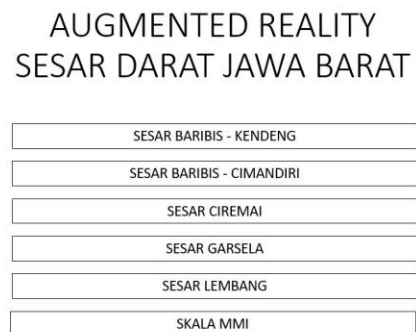 AUGMENTED REALITY
SESAR DARAT JAWA BARAT
SESAR BARIBIS - KENDENG
SESAR BARIBIS - CIMANDIRI
SESAR CIREMAI
SESAR GARSELA
SESAR LEMBANG
SKALA MMI